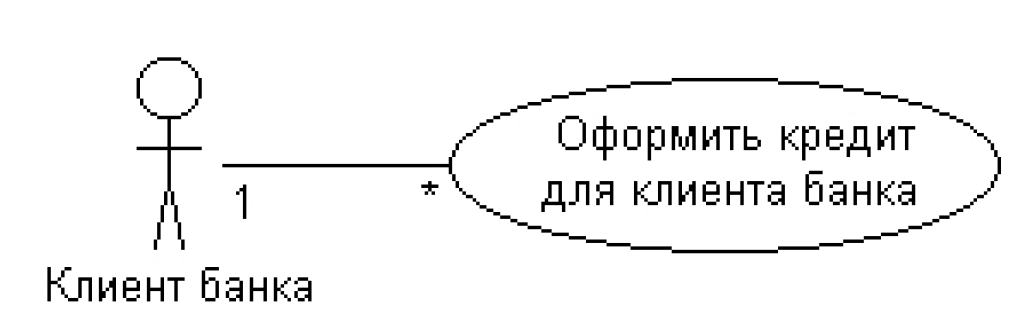 Оформить кредит
для клиента банка
1 *
Клиент банка